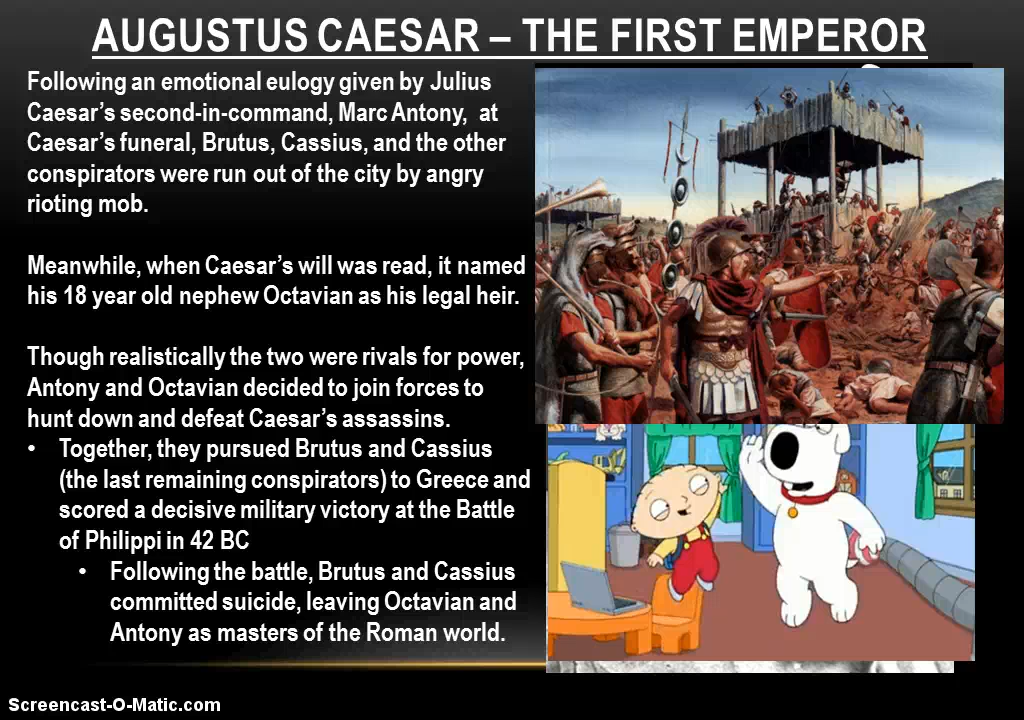 AUGUSTUS CAESAR – THE FIRST EMPEROR
Following an emotional eulogy given by Julius
Caesar's second-in-command, Marc Antony, at
Caesar's funeral, Brutus, Cassius, and the other
conspirators were run out of the city by angry
rioting mob.
Meanwhile, when Caesar's will was read, it named
his 18 year old nephew Octavian as his legal heir.
Though realistically the two were rivals for power,
Antony and Octavian decided to join forces to
hunt down and defeat Caesar's assassins.
• Together, they pursued Brutus and Cassius
(the last remaining conspirators) to Greece and
scored a decisive military victory at the Battle
of Philippi in 42 BC
• Following the battle, Brutus and Cassius
committed suicide, leaving Octavian and
Antony as masters of the Roman world.
Screencast-O-Matic.com